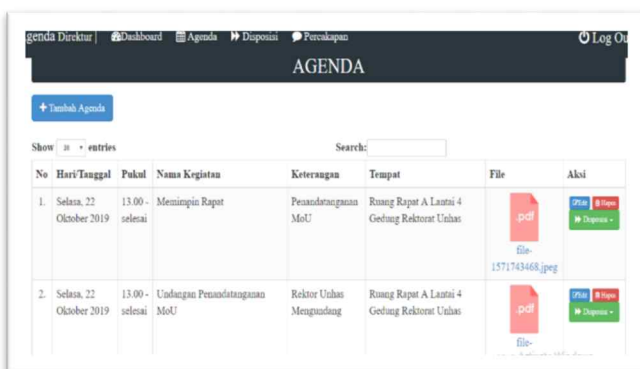 genda Direktur Dashboard Agenda Disposisi Percakapan Log Ou
AGENDA
+ Tambah Agenda
Show 10 entries Search:
No Hari/Tanggal Pukul Nama Kegiatan Keterangan Tempat File Aksi
1. Selasa, 22 13.00 - Memimpin Rapat Penandatanganan Ruang Rapat A Lantai 4 Edit Hapus
Oktober 2019 selesai MoU Gedung Rektorat Unhas .pdf Disposisi
file-
1571743468.jpeg
2. Selasa, 22 13.00 - Undangan Penandatanganan Rektor Unhas Ruang Rapat A Lantai 4 Edit Hapus
Oktober 2019 selesai MoU Mengundang Gedung Rektorat Unhas .pdf Disposisi
file-